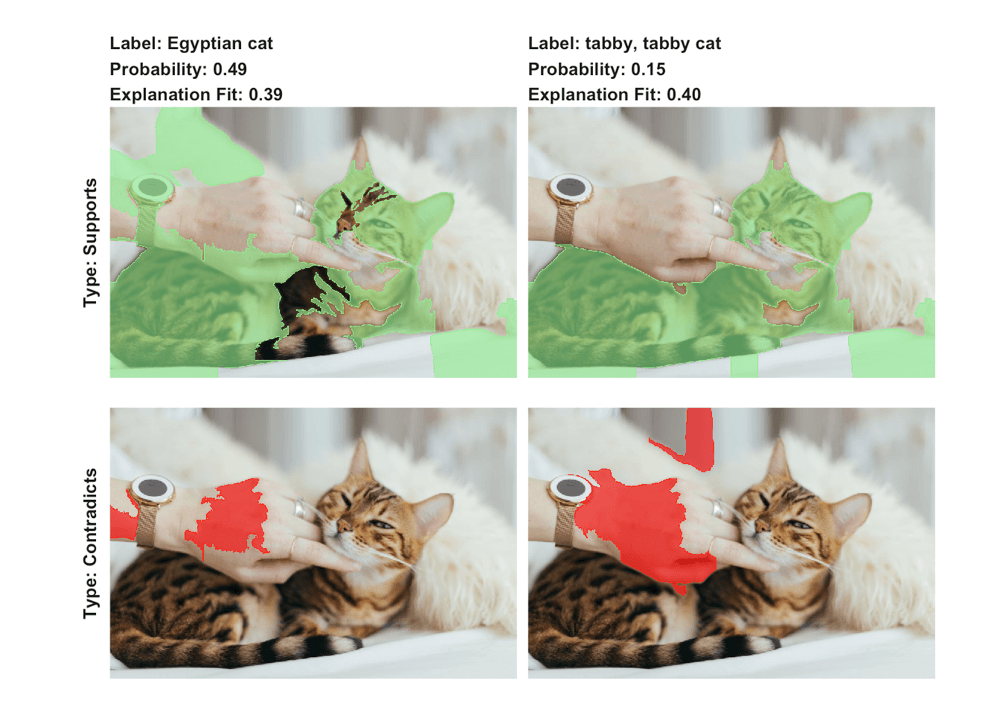 Label: Egyptian cat
Probability: 0.49
Explanation Fit: 0.39
Label: tabby, tabby cat
Probability: 0.15
Explanation Fit: 0.40
Type: Supports
Type: Contradicts